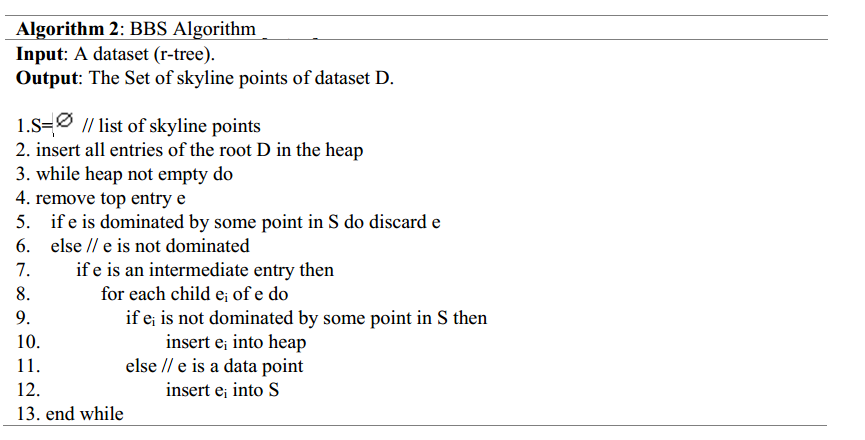 Algorithm 2: BBS Algorithm
Input: A dataset (r-tree).
Output: The Set of skyline points of dataset D.
1.S=∅ // list of skyline points
2. insert all entries of the root D in the heap
3. while heap not empty do
4. remove top entry e
5. if e is dominated by some point in S do discard e
6. else // e is not dominated
7. if e is an intermediate entry then
8. for each child ei of e do
9. if ei is not dominated by some point in S then
10. insert ei into heap
11. else // e is a data point
12. insert ei into S
13. end while